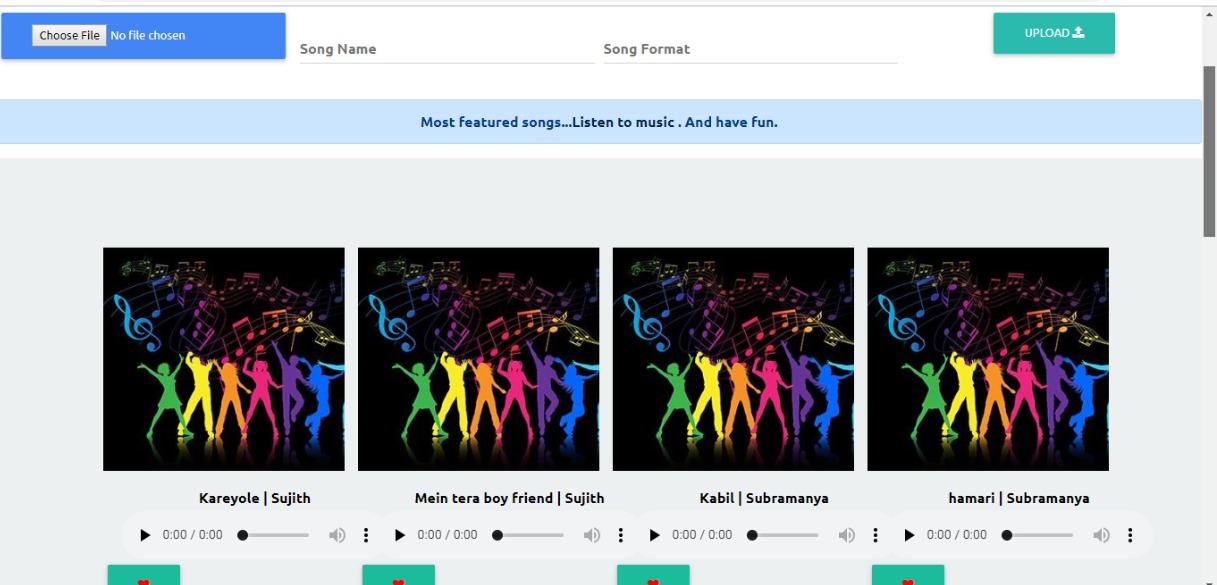 Choose File No file chosen
Song Name
Song Format
UPLOAD
Most featured songs...Listen to music . And have fun.
Kareyole | Sujith
Mein tera boy friend | Sujith
Kabil | Subramanya
hamari | Subramanya
0:00 / 0:00
0:00 / 0:00
0:00 / 0:00
0:00 / 0:00